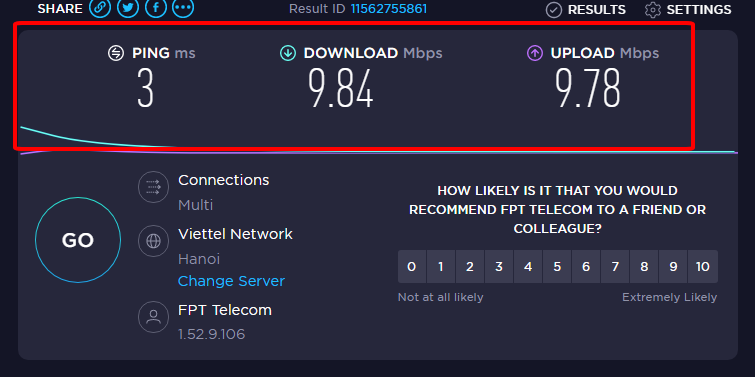 SHARE
Result ID 11562755861
RESULTS
SETTINGS
PING ms
3
DOWNLOAD Mbps
9.84
UPLOAD Mbps
9.78
GO
Connections
Multi
Viettel Network
Hanoi
Change Server
FPT Telecom
1.52.9.106
HOW LIKELY IS IT THAT YOU WOULD
RECOMMEND FPT TELECOM TO A FRIEND OR
COLLEAGUE?
0 1 2 3 4 5 6 7 8 9 10
Not at all likely
Extremely Likely